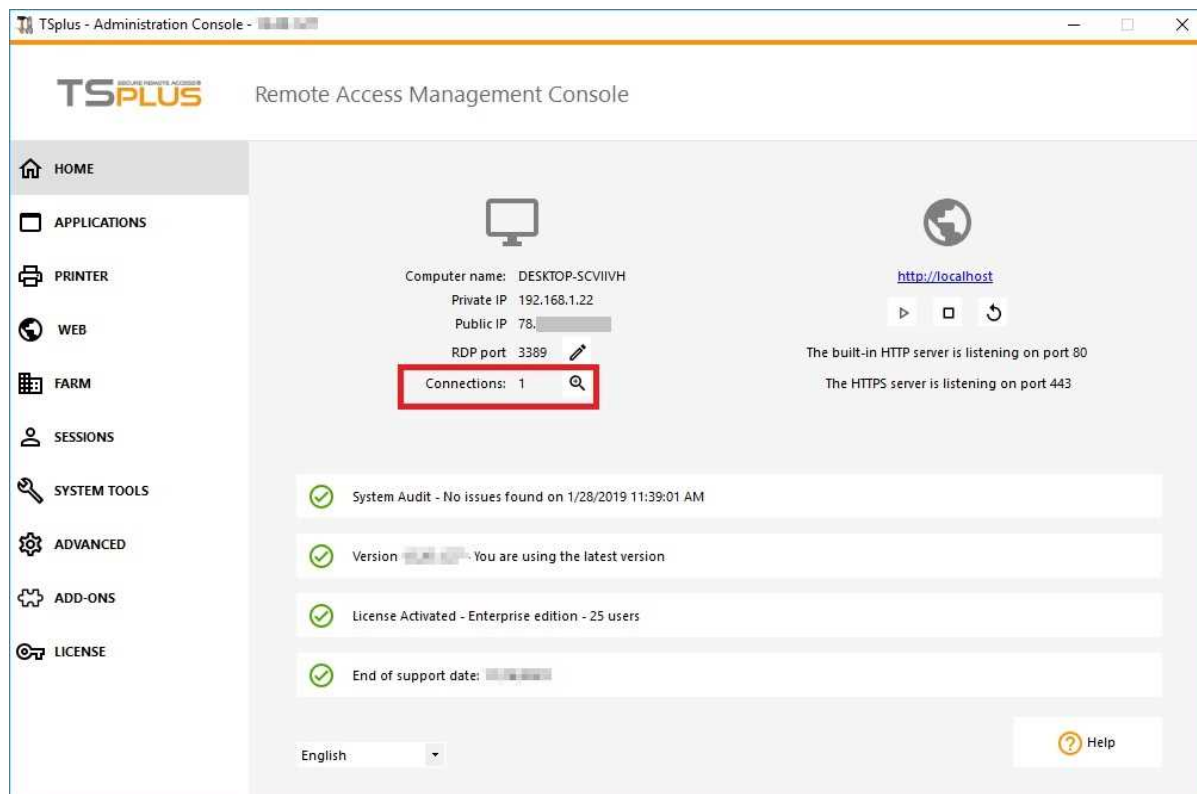 TSplus - Administration Console -
TSPLUS SECURE REMOTE ACCESS®
Remote Access Management Console
HOME
APPLICATIONS
PRINTER
WEB
FARM
SESSIONS
SYSTEM TOOLS
ADVANCED
ADD-ONS
LICENSE
Computer name: DESKTOP-SCVIIVH
Private IP 192.168.1.22
Public IP 78.
RDP port 3389
Connections: 1
http://localhost
The built-in HTTP server is listening on port 80
The HTTPS server is listening on port 443
System Audit - No issues found on 1/28/2019 11:39:01 AM
Version - You are using the latest version
License Activated - Enterprise edition - 25 users
End of support date:
English
Help